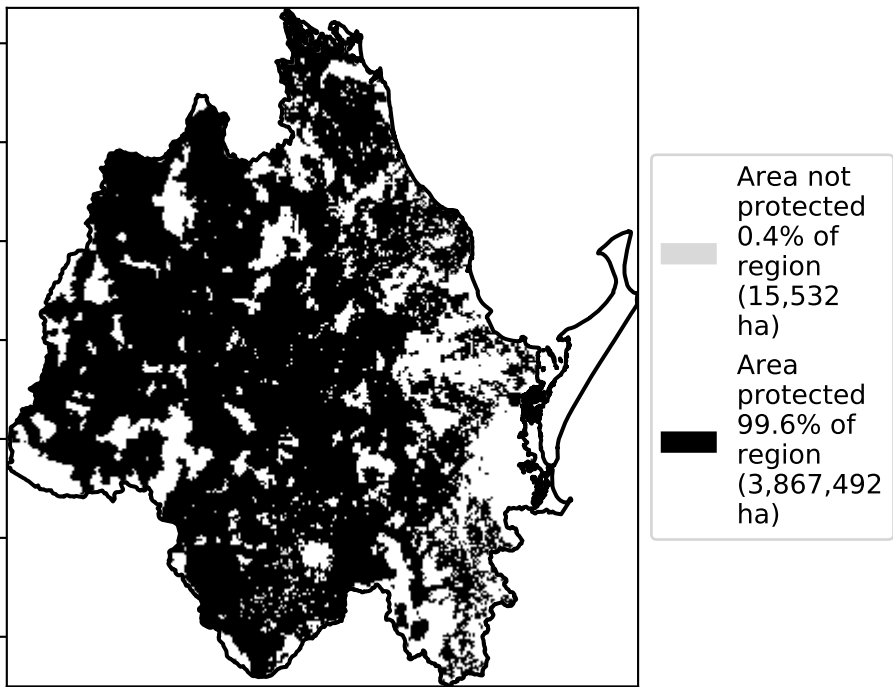 Area not
protected
0.4% of
region
(15,532
ha)
Area
protected
99.6% of
region
(3,867,492
ha)